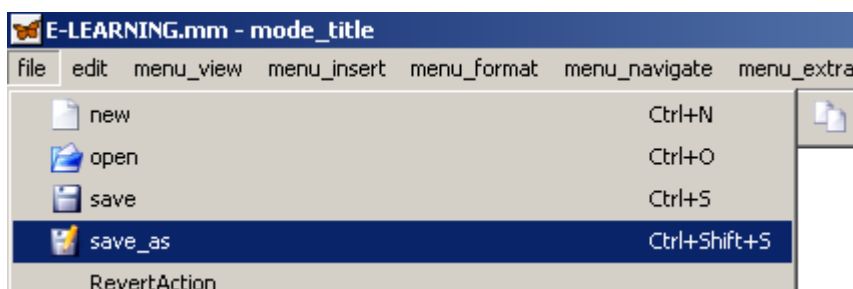 E-LEARNING.mm - mode_title
file edit menu_view menu_insert menu_format menu_navigate menu_extra
new Ctrl+N
open Ctrl+O
save Ctrl+S
save_as Ctrl+Shift+S
RevertAction